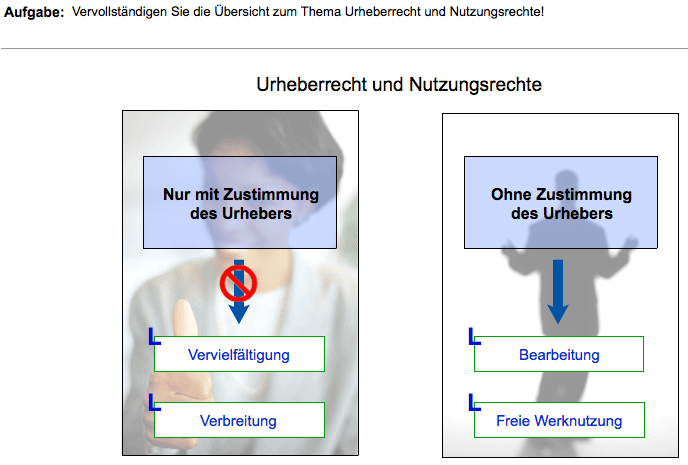 Aufgabe: Vervollständigen Sie die Übersicht zum Thema Urheberrecht und Nutzungsrechte!
Urheberrecht und Nutzungsrechte
Nur mit Zustimmung
des Urhebers
L
Vervielfältigung
L
Verbreitung
Ohne Zustimmung
des Urhebers
L
Bearbeitung
L
Freie Werknutzung